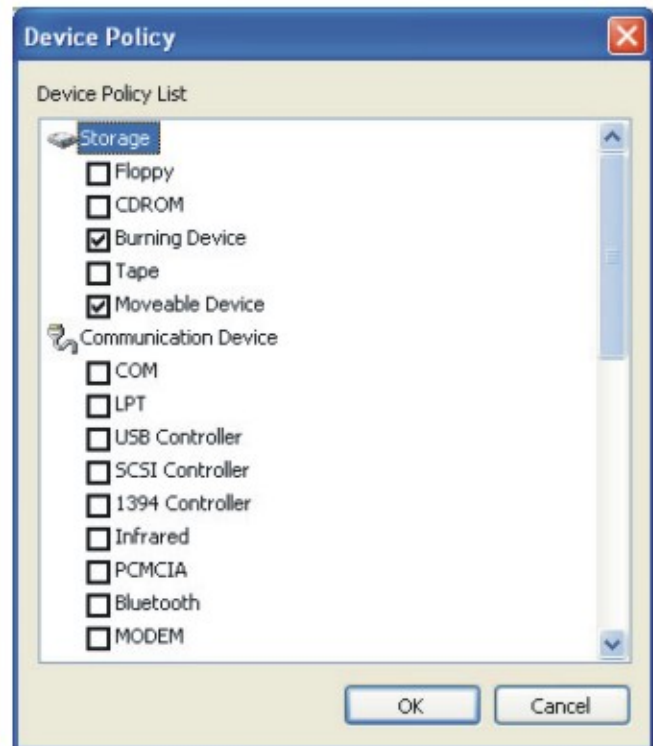 Device Policy
Device Policy List
Storage
Floppy
CDROM
Burning Device
Tape
Moveable Device
Communication Device
COM
LPT
USB Controller
SCSI Controller
1394 Controller
Infrared
PCMCIA
Bluetooth
MODEM
OK
Cancel